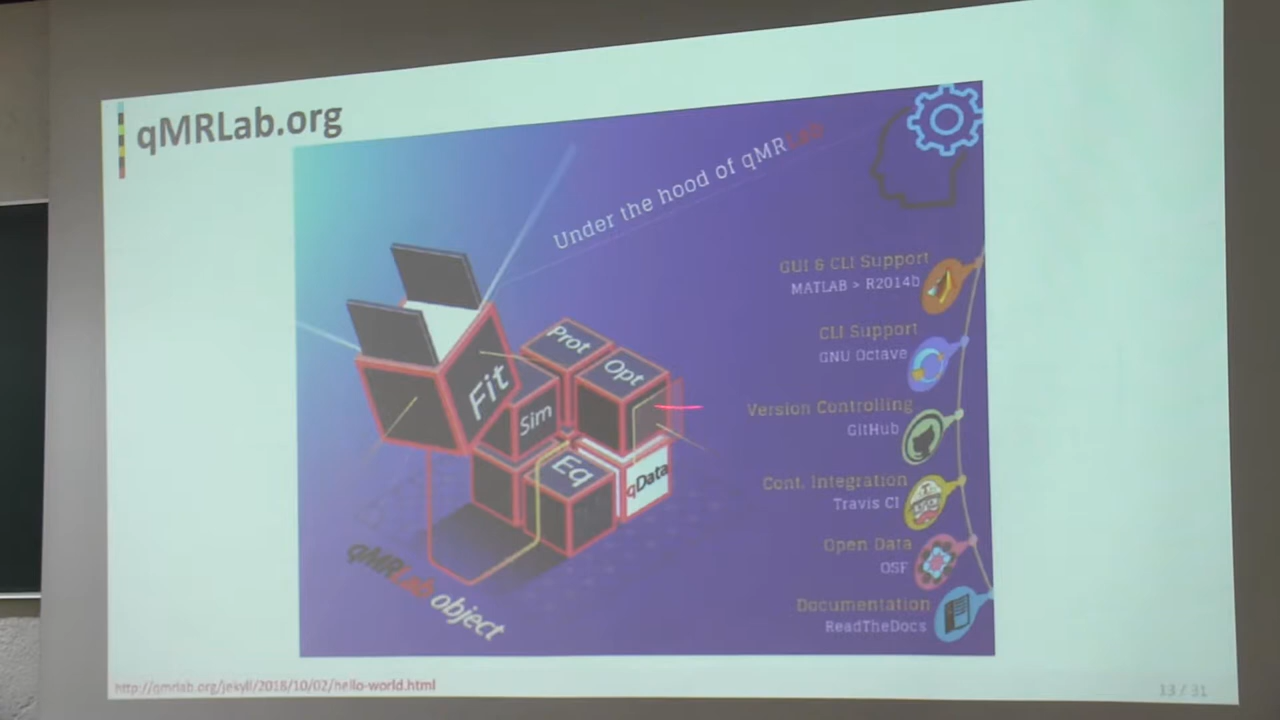 qMRLab.org
Under the hood of qMRLab
GUI & CLI Support
MATLAB > R2014b
CLI Support
GNU Octave
Version Controlling
GitHub
Cont. Integration
Travis CI
Open Data
OSF
Documentation
ReadTheDocs
Prot
Opt
Fit
Sim
Eq
qData
qMRLab object
http://qmrlab.org/jekyll/2018/10/02/hello-world.html
13 / 31